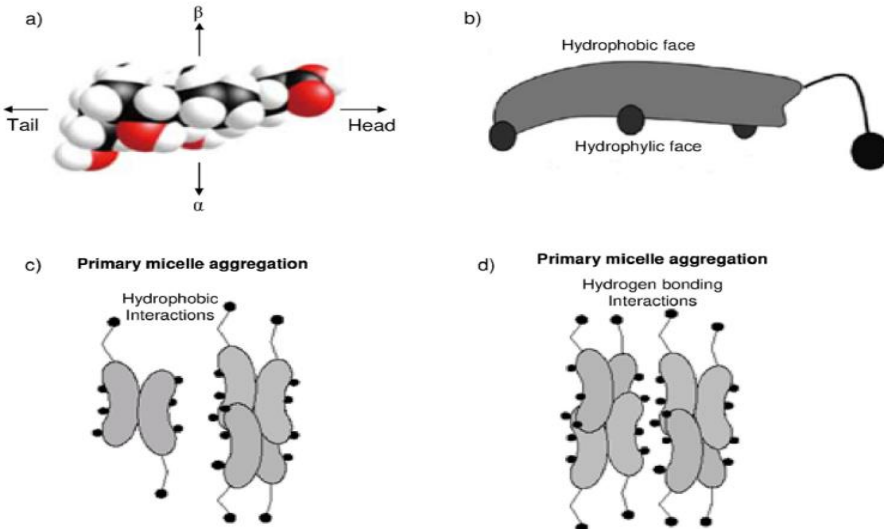 a)
β
Tail
Head
α
b)
Hydrophobic face
Hydrophylic face
c)
Primary micelle aggregation
Hydrophobic
Interactions
d)
Primary micelle aggregation
Hydrogen bonding
Interactions